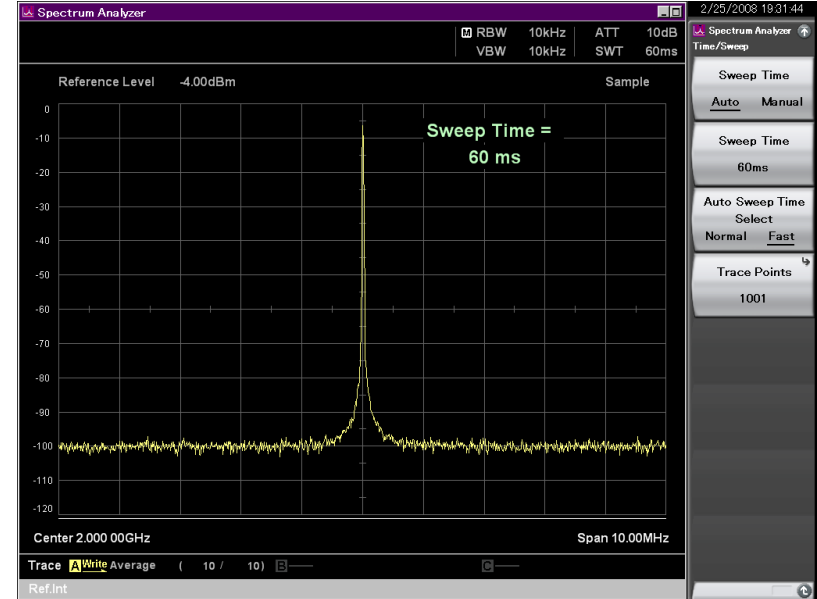 Spectrum Analyzer
2/25/2008 19:31:44
M RBW 10kHz ATT 10dB
VBW 10kHz SWT 60ms
Spectrum Analyzer
Time/Sweep
Reference Level -4.00dBm Sample
Sweep Time
Auto Manual
0
-10
-20
-30
-40
-50
-60
-70
-80
-90
-100
-110
-120
Sweep Time =
60 ms
Sweep Time
60ms
Auto Sweep Time
Select
Normal Fast
Trace Points
1001
Center 2.000 00GHz Span 10.00MHz
Trace A Write Average ( 10 / 10) B C
Ref.Int